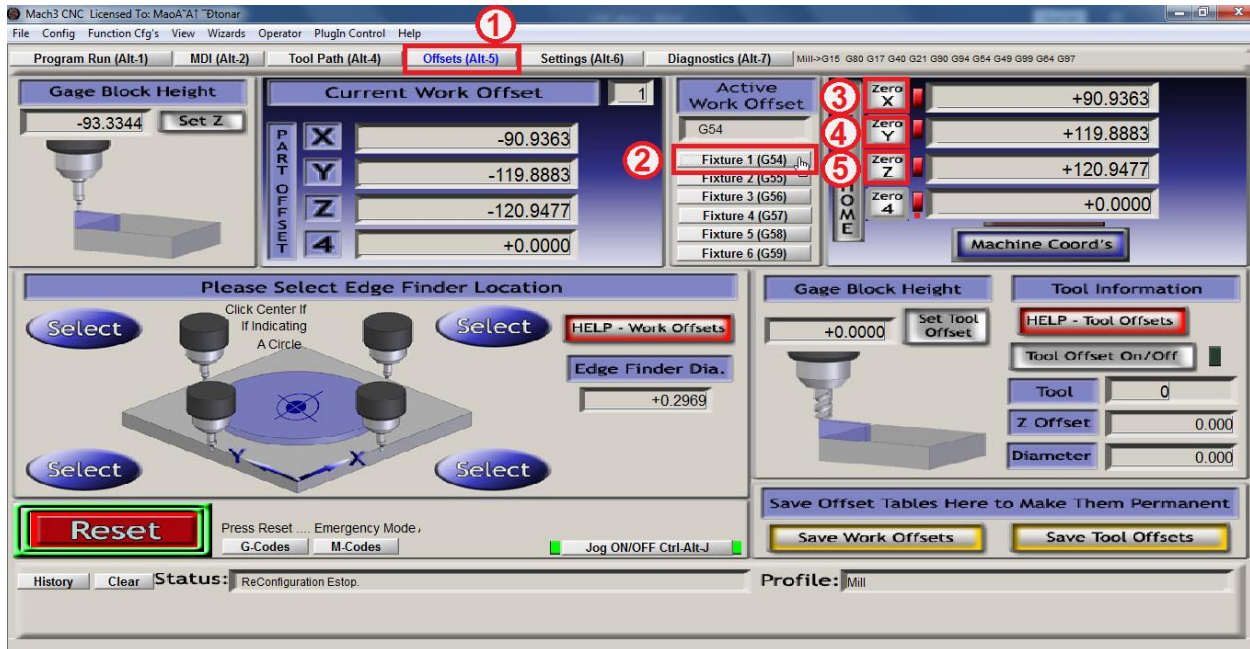 Mach3 CNC Licensed To: MaoA˜A1 ˜Ðtonar
File Config Function Cfg's View Wizards Operator PlugIn Control Help
1
Program Run (Alt-1) MDI (Alt-2) Tool Path (Alt-4) Offsets (Alt-5) Settings (Alt-6) Diagnostics (Alt-7) Mill->G15 G80 G17 G40 G21 G90 G94 G54 G49 G99 G64 G97
Gage Block Height
-93.3344 Set Z
Current Work Offset 1
PART OFFSET
X -90.9363
Y -119.8883
Z -120.9477
4 +0.0000
Active
Work Offset
G54
2 Fixture 1 (G54)
Fixture 2 (G55)
Fixture 3 (G56)
Fixture 4 (G57)
Fixture 5 (G58)
Fixture 6 (G59)
HOME
3 Zero X +90.9363
4 Zero Y +119.8883
5 Zero Z +120.9477
Zero 4 +0.0000
Machine Coord's
Please Select Edge Finder Location
Click Center If
If Indicating
A Circle
Select Select
Y X
Select Select
HELP - Work Offsets
Edge Finder Dia.
+0.2969
Gage Block Height
+0.0000 Set Tool
Offset
Tool Information
HELP - Tool Offsets
Tool Offset On/Off
Tool 0
Z Offset 0.000
Diameter 0.000
Reset
Press Reset .... Emergency Mode
G-Codes M-Codes
Jog ON/OFF Ctrl-Alt-J
Save Offset Tables Here to Make Them Permanent
Save Work Offsets Save Tool Offsets
History Clear Status: ReConfiguration Estop.
Profile: Mill